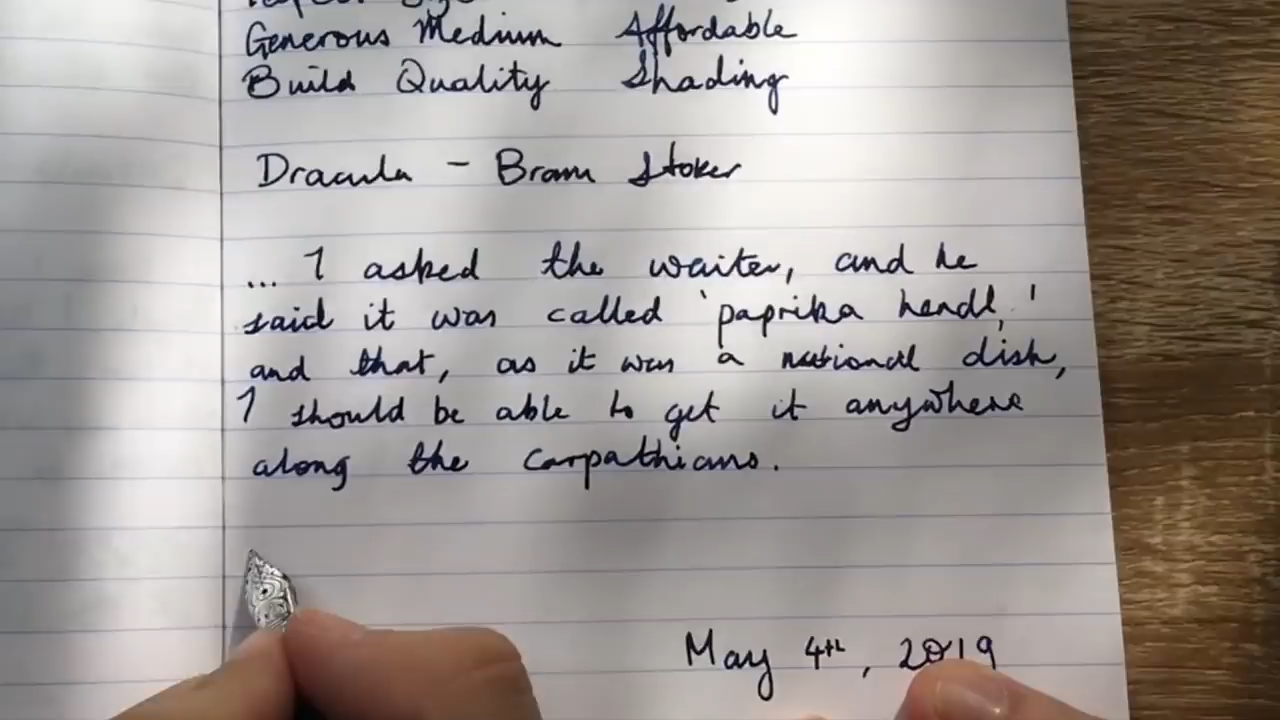 Generous Medium Affordable
Build Quality Shading
Dracula - Bram Stoker
... I asked the waiter, and he
said it was called 'paprika hendl,'
and that, as it was a national dish,
I should be able to get it anywhere
along the Carpathians.
May 4th, 2019